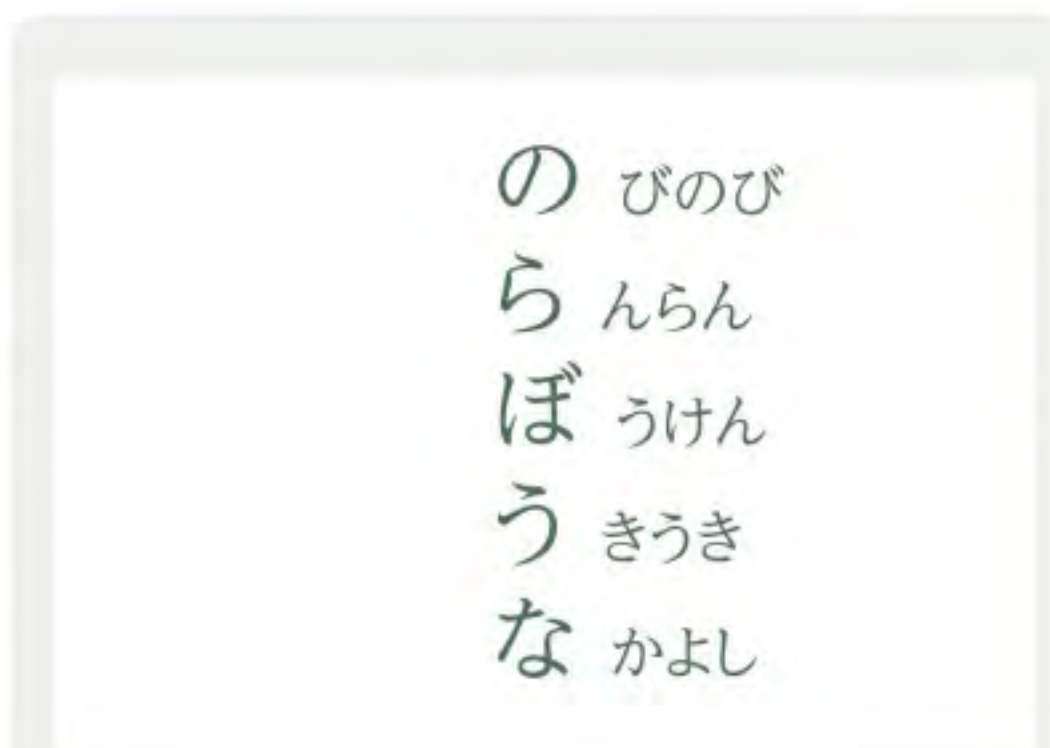 のびのび
らんらん
ぼうけん
うきうき
なかよし